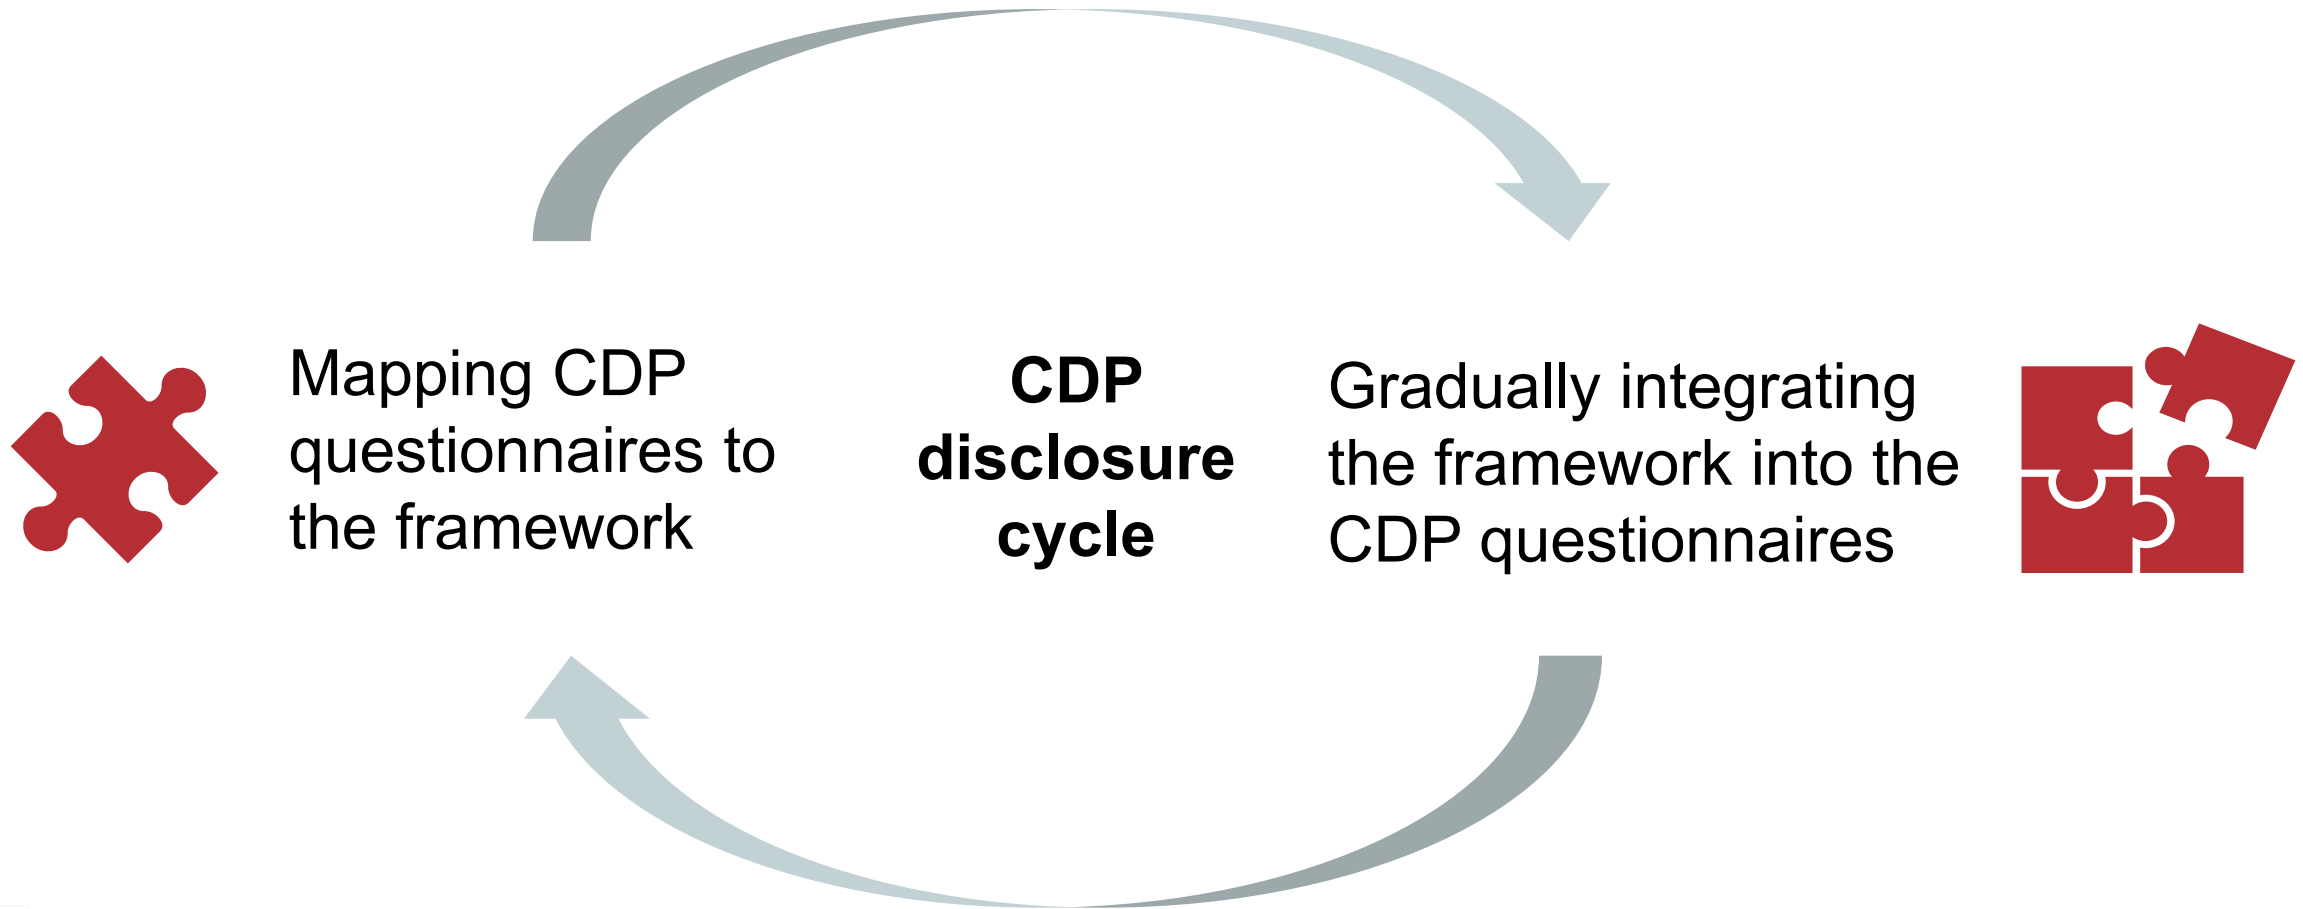 Mapping CDP
questionnaires to
the framework
CDP
disclosure
cycle
Gradually integrating
the framework into the
CDP questionnaires